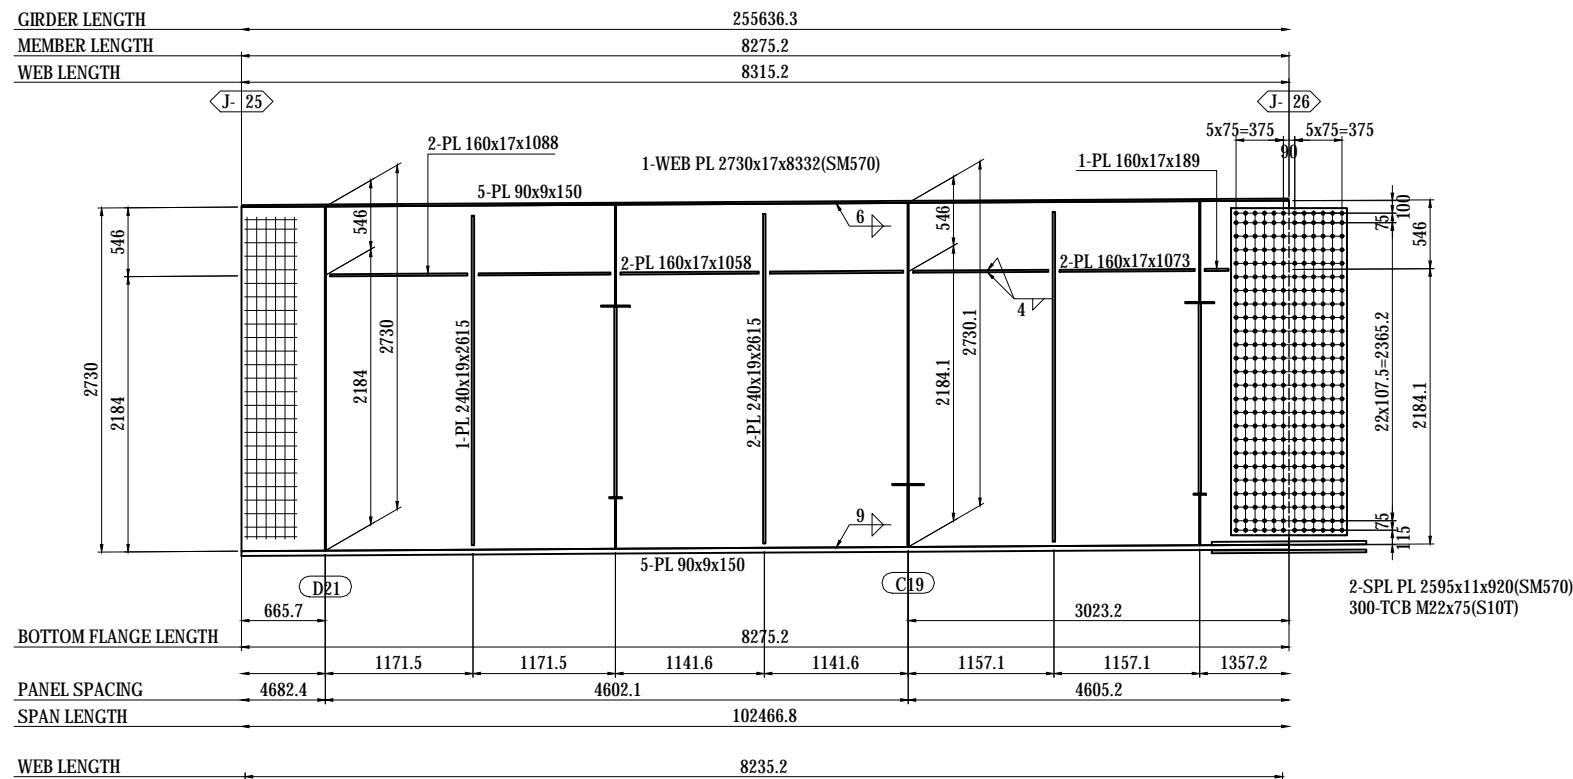 GIRDER LENGTH 255636.3
MEMBER LENGTH 8275.2
WEB LENGTH 8315.2
J- 25
J- 26
5x75=375 5x75=375
90
2-PL 160x17x1088
1-WEB PL 2730x17x8332(SM570)
1-PL 160x17x189
5-PL 90x9x150
6
546
546
546
2-PL 160x17x1058
2-PL 160x17x1073
4
75
100
546
2730
2184
2730
2184
1-PL 240x19x2615
2-PL 240x19x2615
2730.1
2184.1
22x107.5=2365.2
2184.1
75
115
9
5-PL 90x9x150
D21
C19
2-SPL PL 2595x11x920(SM570)
300-TCB M22x75(S10T)
665.7
3023.2
BOTTOM FLANGE LENGTH 8275.2
1171.5 1171.5 1141.6 1141.6 1157.1 1157.1 1357.2
PANEL SPACING 4682.4 4602.1 4605.2
SPAN LENGTH 102466.8
WEB LENGTH 8235.2